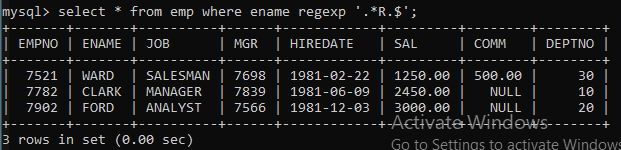 mysql> select * from emp where ename regexp '.*R.$';
+-------+-------+----------+------+------------+---------+--------+--------+
| EMPNO | ENAME | JOB      | MGR  | HIREDATE   | SAL     | COMM   | DEPTNO |
+-------+-------+----------+------+------------+---------+--------+--------+
|  7521 | WARD  | SALESMAN | 7698 | 1981-02-22 | 1250.00 | 500.00 |     30 |
|  7782 | CLARK | MANAGER  | 7839 | 1981-06-09 | 2450.00 |   NULL |     10 |
|  7902 | FORD  | ANALYST  | 7566 | 1981-12-03 | 3000.00 |   NULL |     20 |
+-------+-------+----------+------+------------+---------+--------+--------+
3 rows in set (0.00 sec)
Activate Windows
Go to Settings to activate Windows